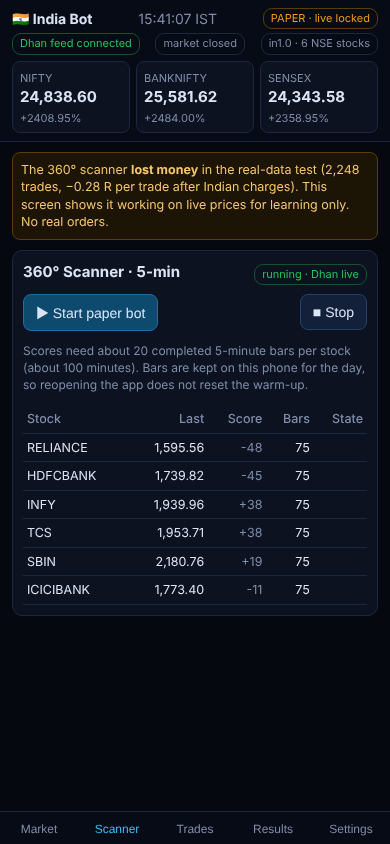 🇮🇳 India Bot 15:41:07 IST PAPER · live locked
Dhan feed connected market closed in1.0 · 6 NSE stocks
NIFTY BANKNIFTY SENSEX
24,838.60 25,581.62 24,343.58
+2408.95% +2484.00% +2358.95%
The 360° scanner lost money in the real-data test (2,248
trades, −0.28 R per trade after Indian charges). This
screen shows it working on live prices for learning only.
No real orders.
360° Scanner · 5-min running · Dhan live
▶ Start paper bot ■ Stop
Scores need about 20 completed 5-minute bars per stock
(about 100 minutes). Bars are kept on this phone for the day,
so reopening the app does not reset the warm-up.
Stock Last Score Bars State
RELIANCE 1,595.56 -48 75
HDFCBANK 1,739.82 -45 75
INFY 1,939.96 +38 75
TCS 1,953.71 +38 75
SBIN 2,180.76 +19 75
ICICIBANK 1,773.40 -11 75
Market Scanner Trades Results Settings